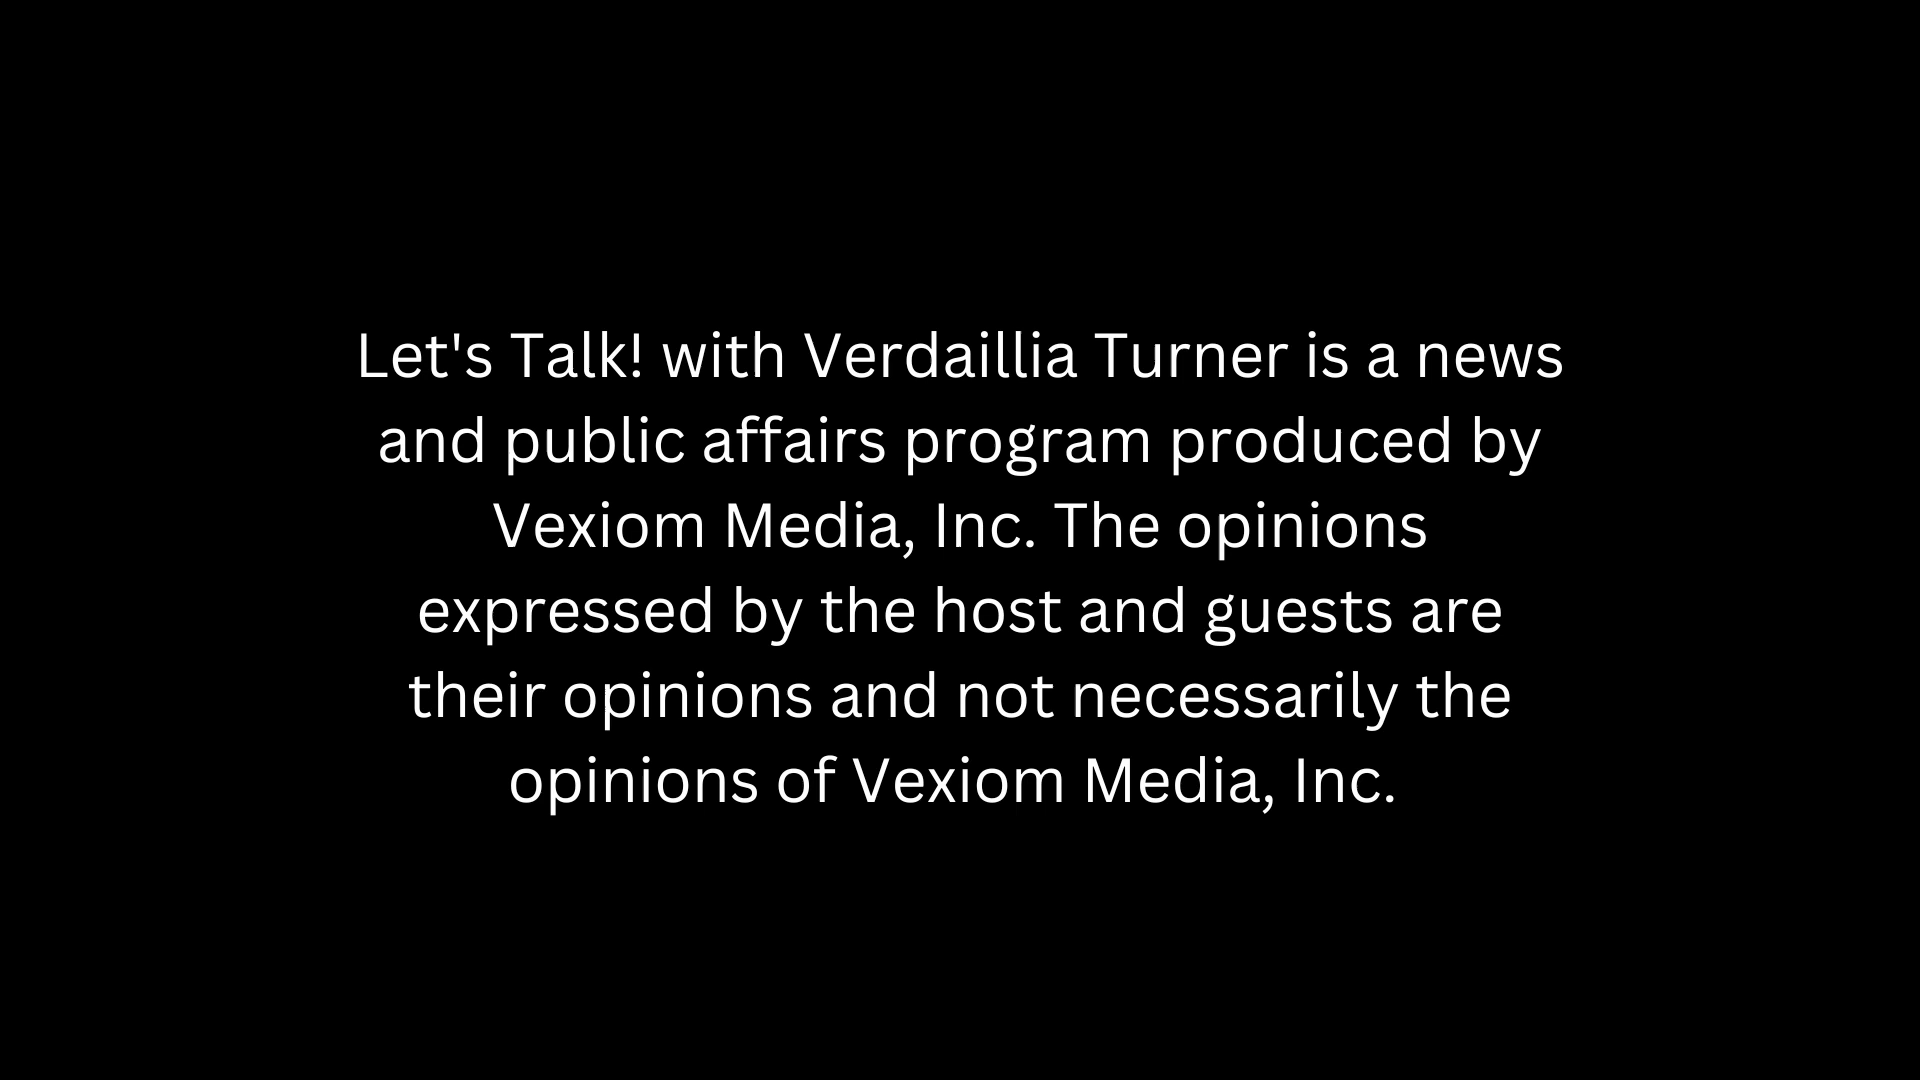 Let's Talk! with Verdaillia Turner is a news
and public affairs program produced by
Vexiom Media, Inc. The opinions
expressed by the host and guests are
their opinions and not necessarily the
opinions of Vexiom Media, Inc.